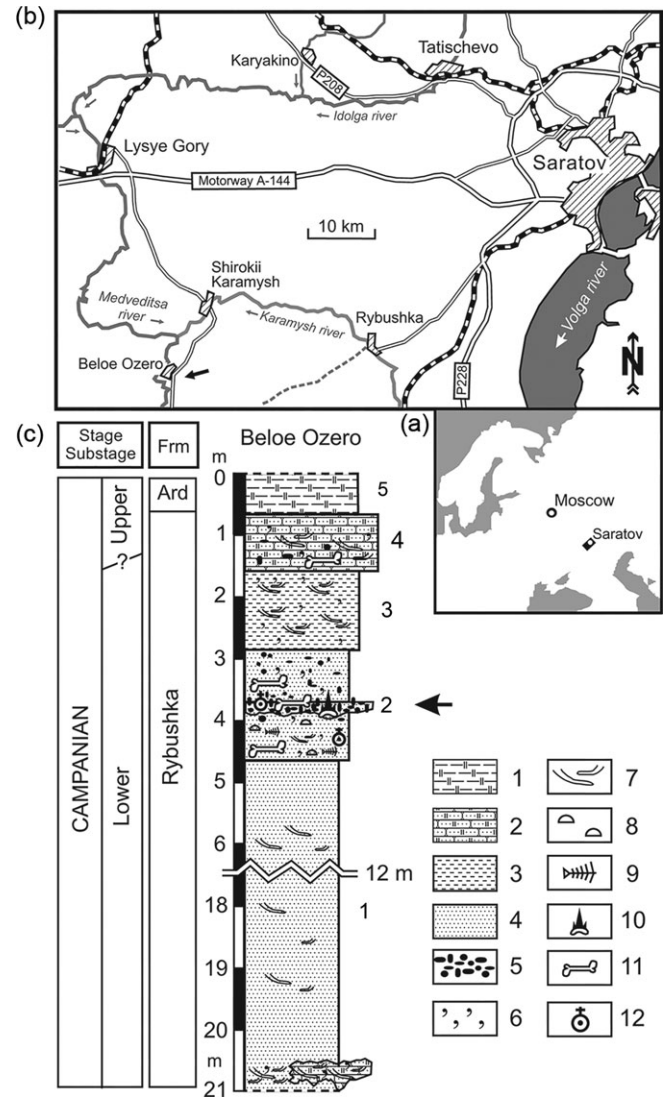 (b)
Karyakino
Tatischevo
P208
Idolga river
Lysye Gory
Saratov
Motorway A-144
10 km
Shirokii
Karamysh
Medveditsa
river
Karamysh river
Rybushka
Volga river
Beloe Ozero
P228
N
(c)
Stage
Substage
Frm
Beloe Ozero
m
(a)
Moscow
Saratov
CAMPANIAN
Upper
?
Lower
Ard
Rybushka
0
1
2
3
4
5
6
12 m
18
19
20
m
21
5
4
3
2
1
1
7
2
8
3
9
4
10
5
11
6
12